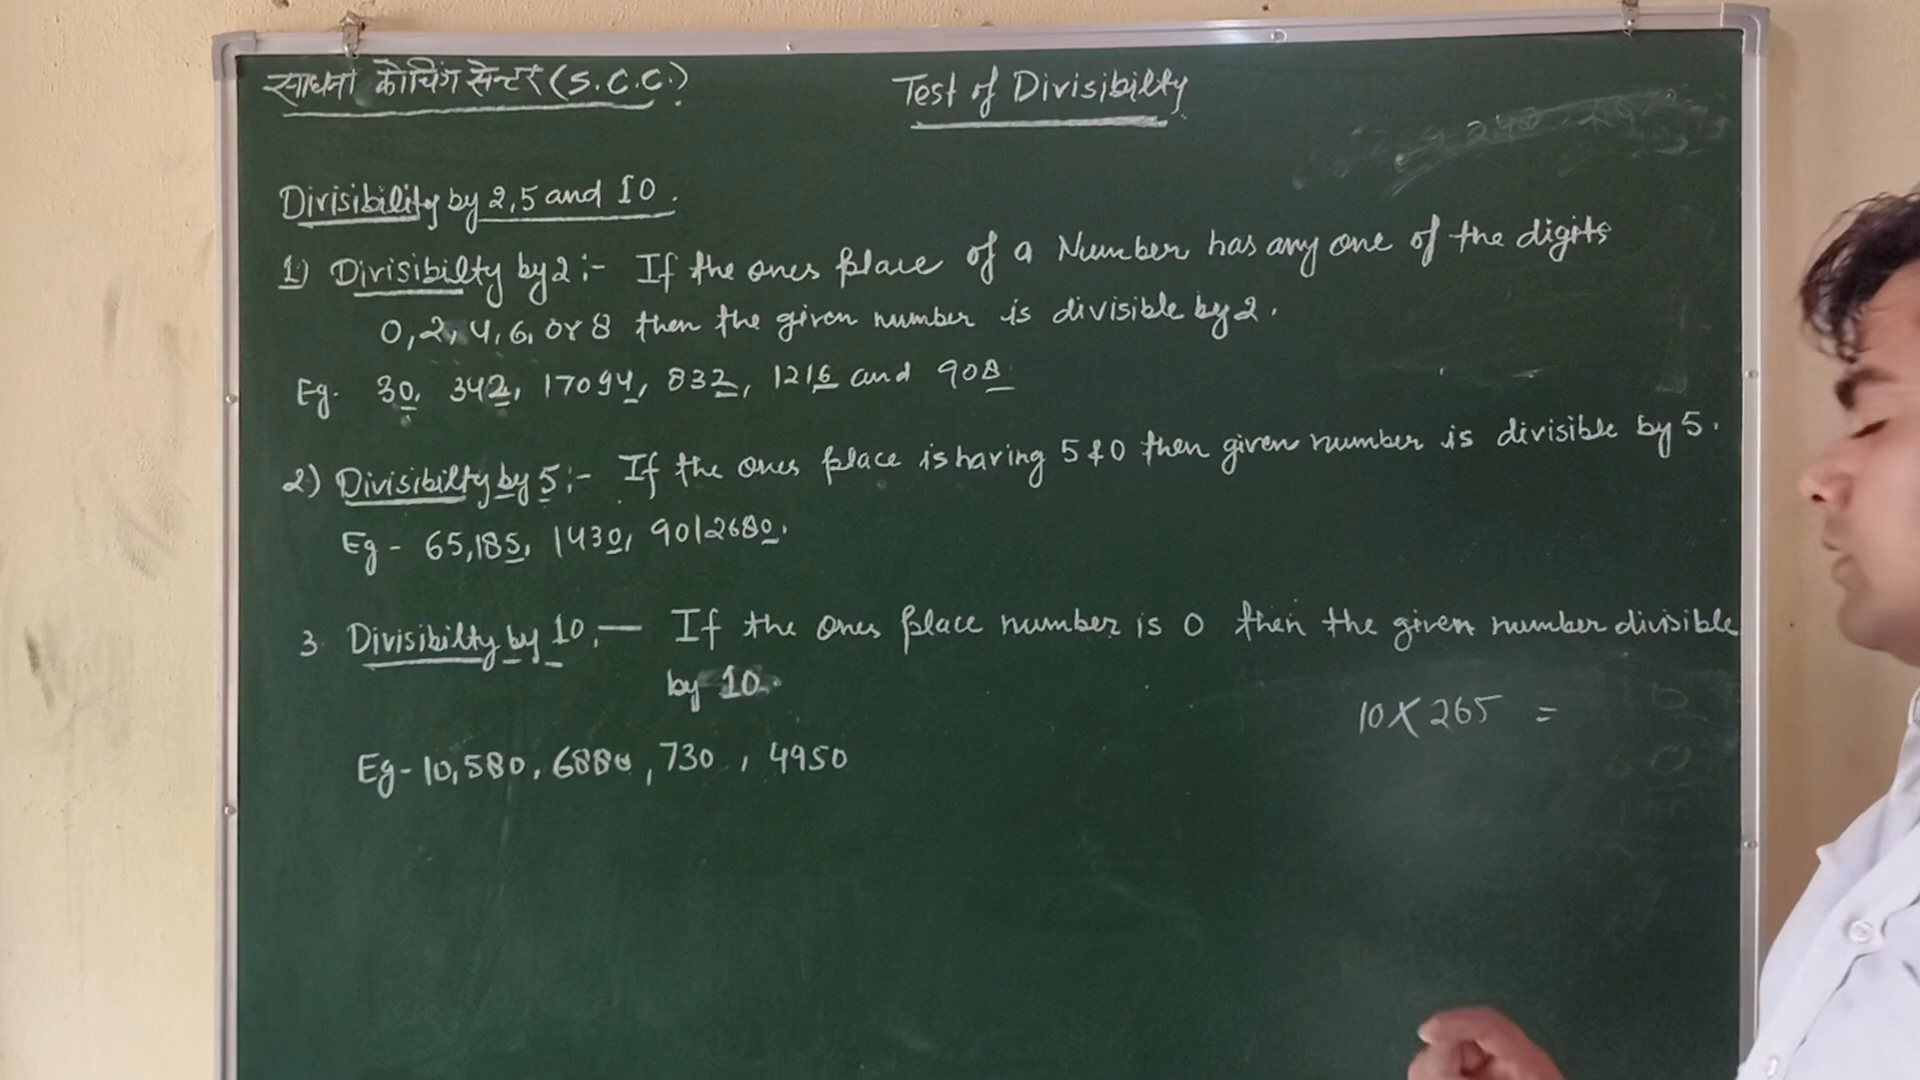 साधना कोचिंग सेन्टर (S.C.C.)
Test of Divisibilty
Divisibility by 2,5 and 10.
1) Divisibilty by 2:- If the ones place of a Number has any one of the digits
0,2,4,6, or 8 then the given number is divisible by 2.
Eg. 30, 342, 17094, 832, 1216 and 908
2) Divisibilty by 5:- If the ones place is having 5 & 0 then given number is divisible by 5.
Eg - 65,185, 1430, 9012680.
3 Divisibilty by 10.— If the ones place number is 0 then the given number divisible
by 10.
10 X 265 =
Eg-10,580, 6880, 730, 4950